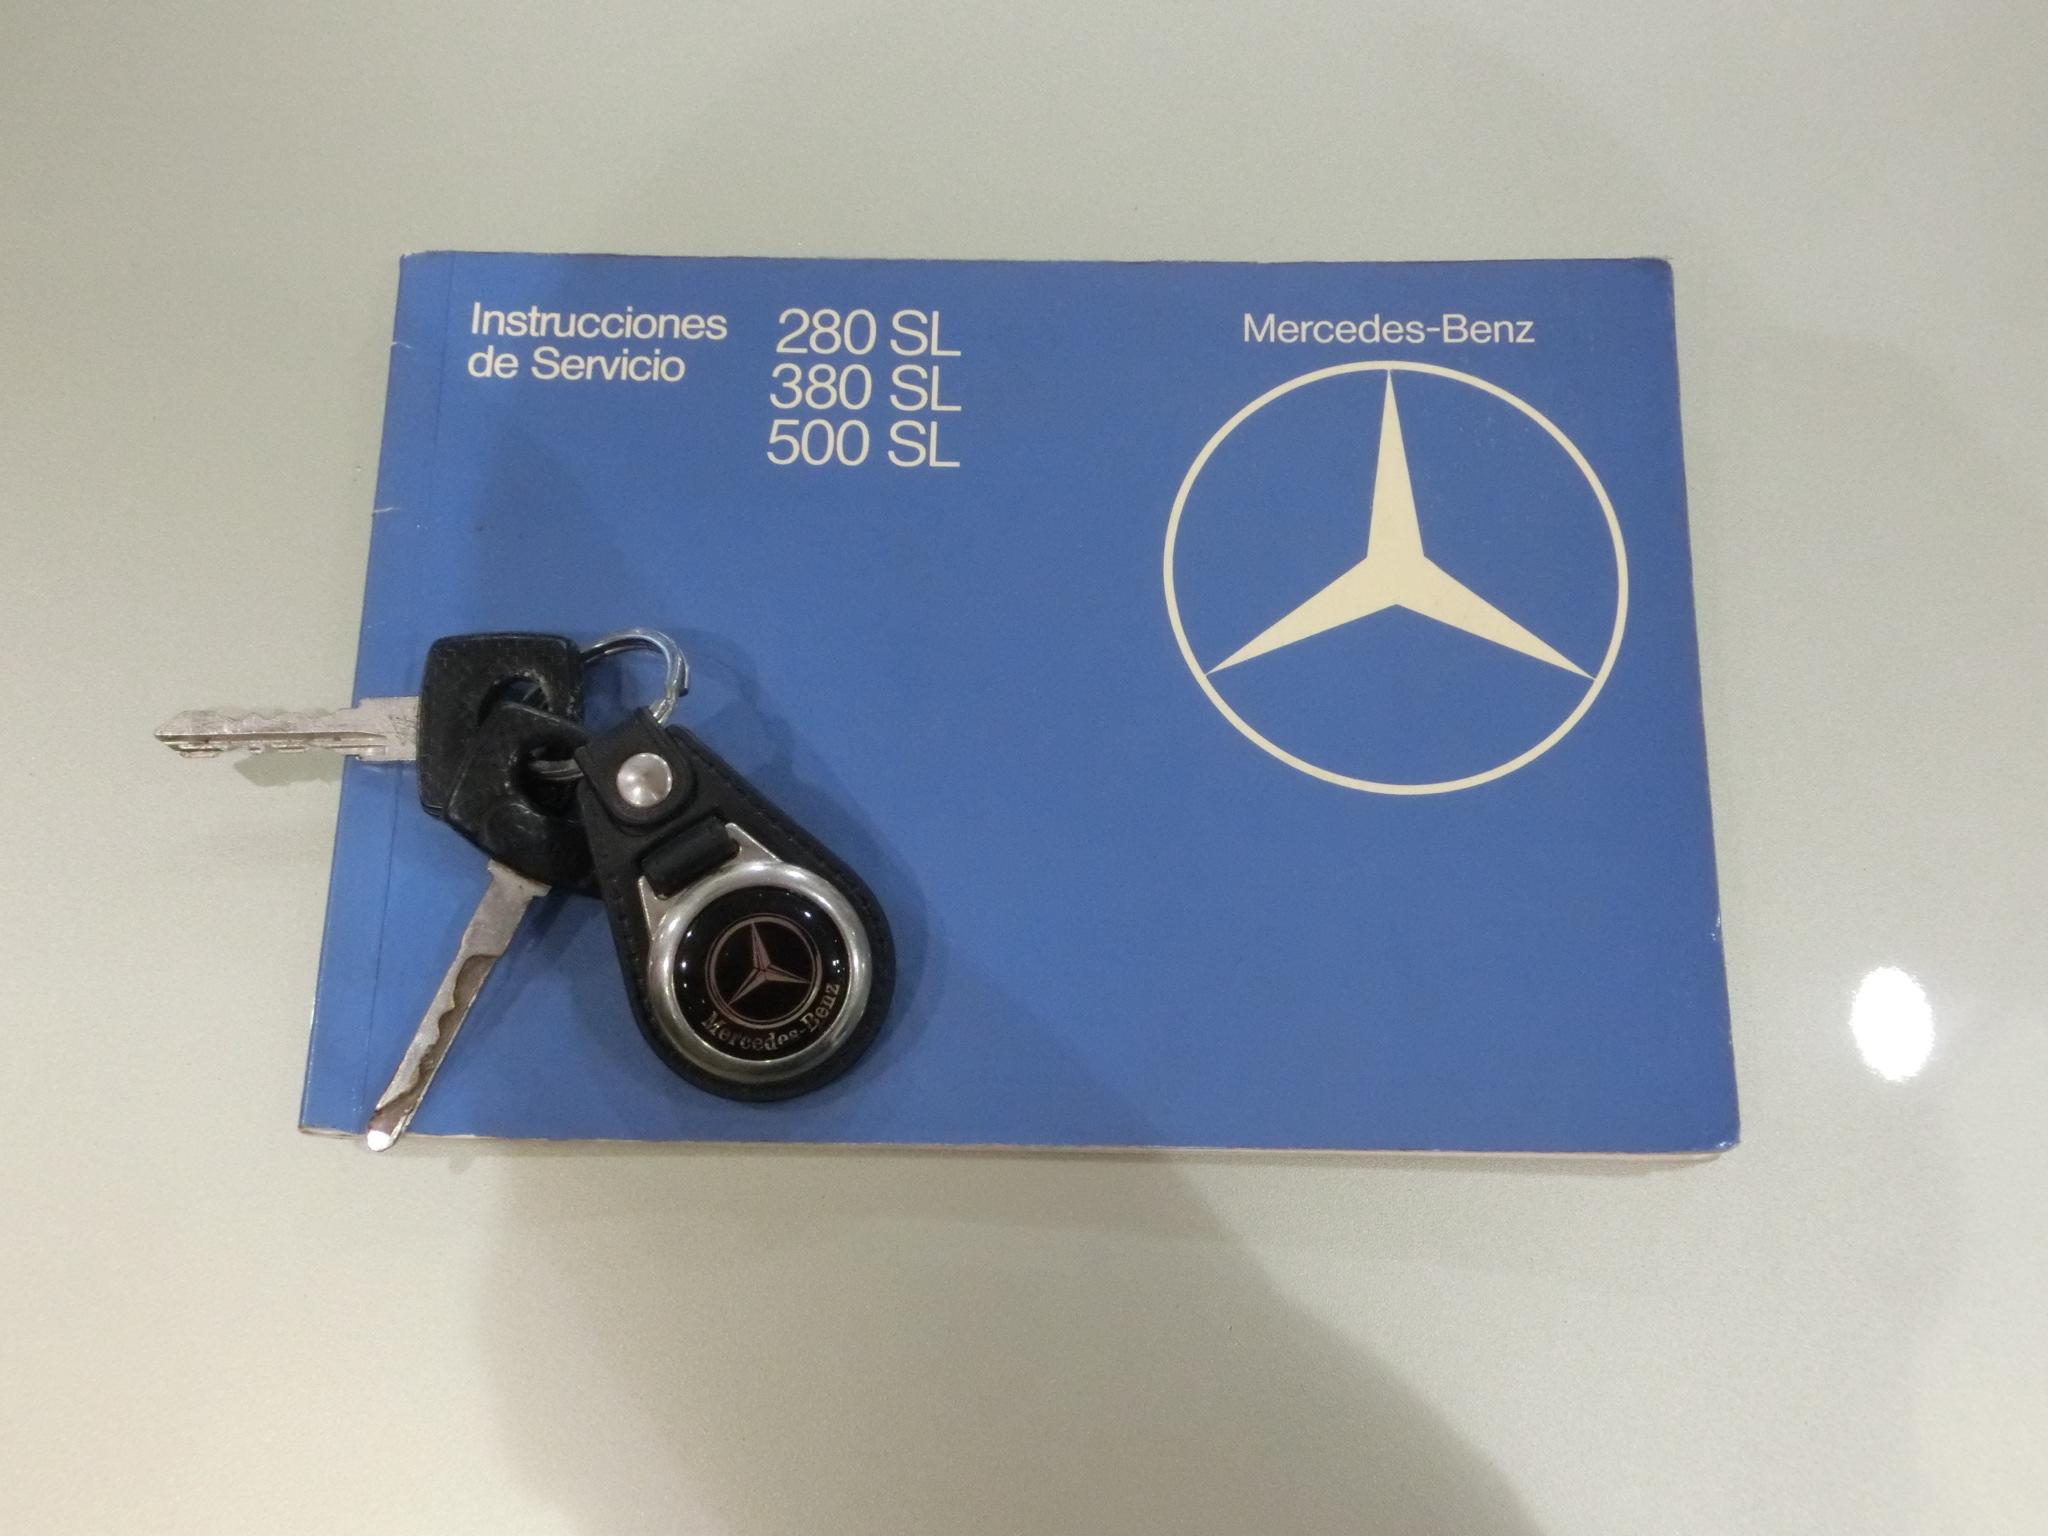 Instrucciones
de Servicio
280 SL
380 SL
500 SL
Mercedes-Benz
Mercedes-Benz